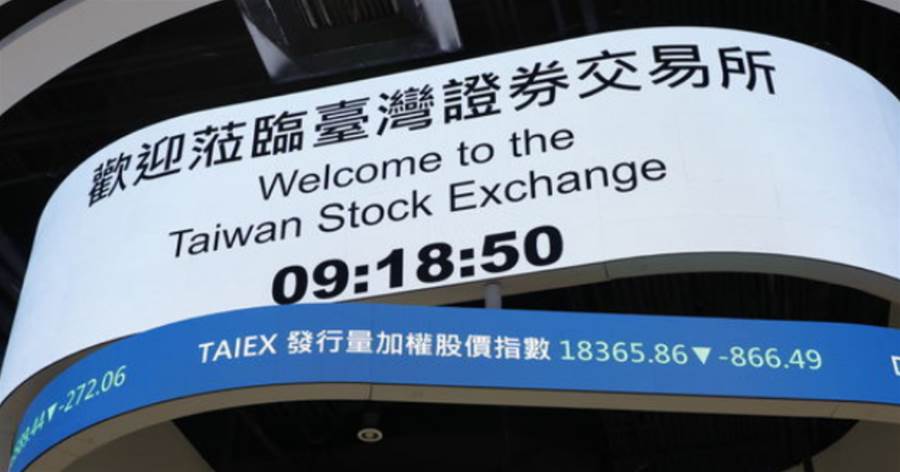 歡迎蒞臨臺灣證券交易所
Welcome to the
Taiwan Stock Exchange
09:18:50
TAIEX 發行量加權股價指數 18365.86▼-866.49
▼-272.06